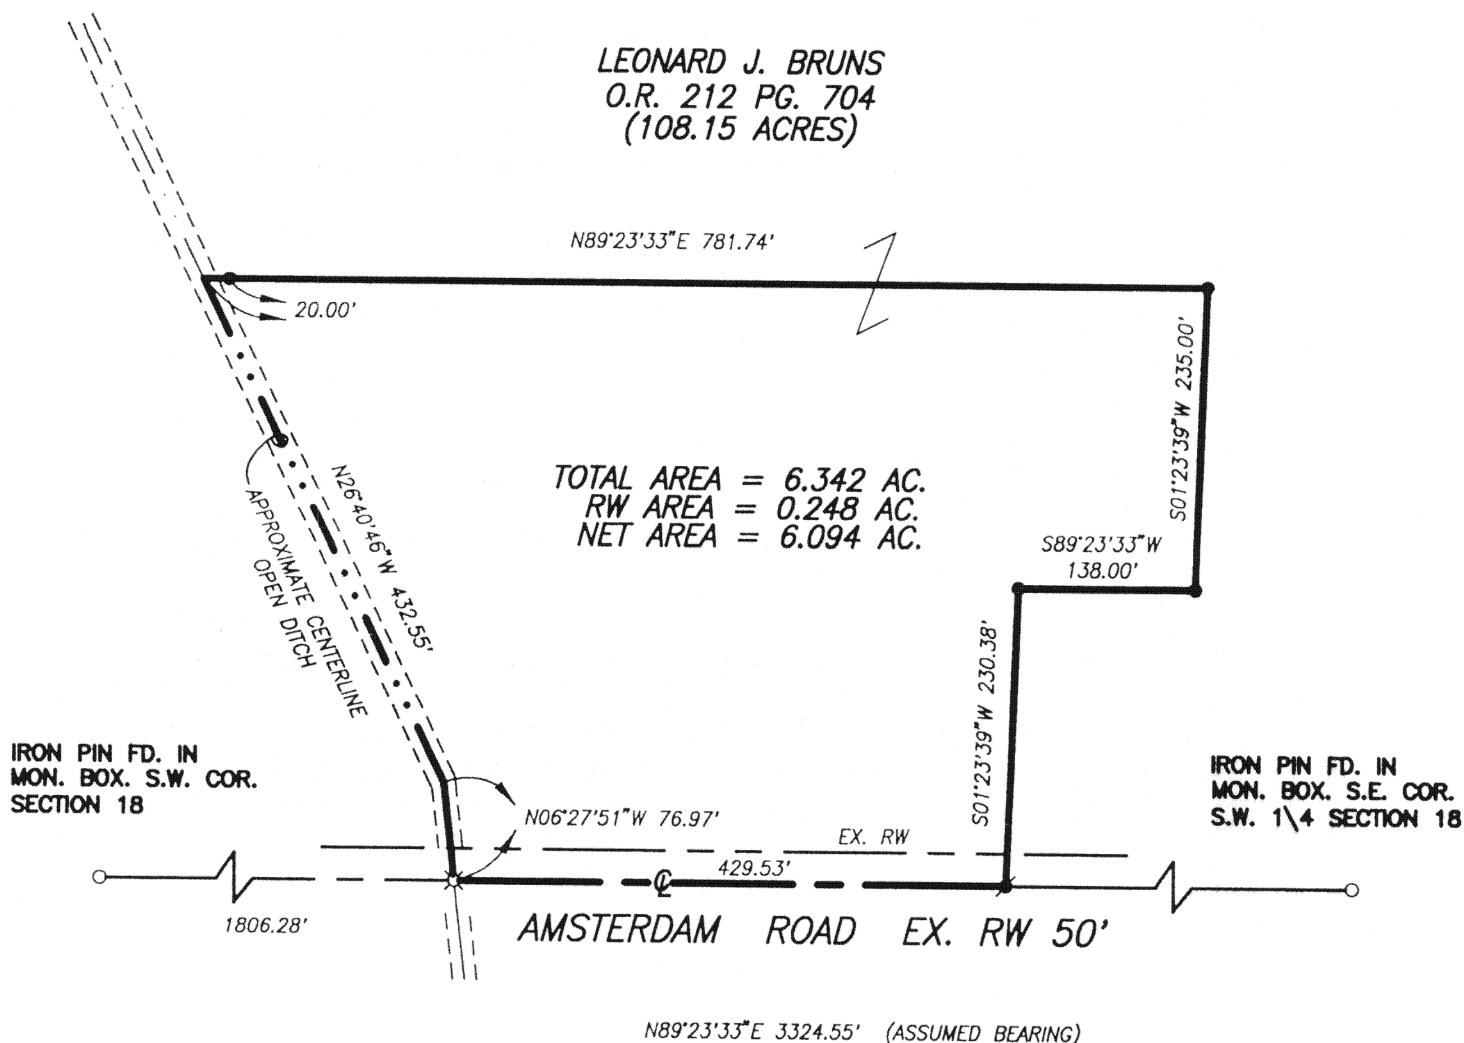 LEONARD J. BRUNS
O.R. 212 PG. 704
(108.15 ACRES)
N89°23'33"E 781.74'
20.00'
S01°23'39"W 235.00'
TOTAL AREA = 6.342 AC.
RW AREA = 0.248 AC.
NET AREA = 6.094 AC.
N26°40'46"W 432.55'
APPROXIMATE CENTERLINE
OPEN DITCH
S89°23'33"W
138.00'
S01°23'39"W 230.38'
IRON PIN FD. IN
MON. BOX. S.W. COR.
SECTION 18
IRON PIN FD. IN
MON. BOX. S.E. COR.
S.W. 1\4 SECTION 18
N06°27'51"W 76.97'
EX. RW
429.53'
℄
1806.28'
AMSTERDAM ROAD EX. RW 50'
N89°23'33"E 3324.55' (ASSUMED BEARING)